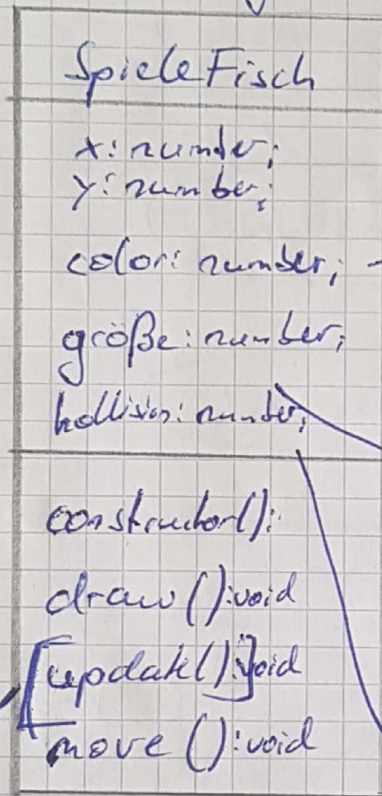 SpieleFisch
x: number;
y: number;
color: number;
größe: number;
kollision: number;
constructor():
draw():void
[update():]void
move():void